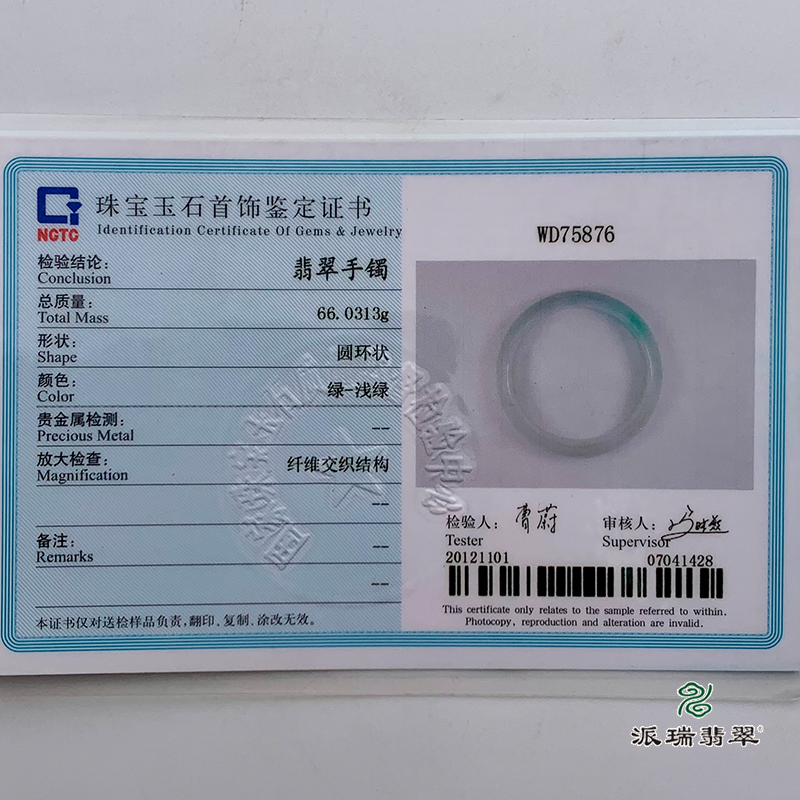 NGTC
珠宝玉石首饰鉴定证书
Identification Certificate Of Gems & Jewelry
检验结论: 翡翠手镯
Conclusion
总质量: 66.0313g
Total Mass
形状: 圆环状
Shape
颜色: 绿-浅绿
Color
贵金属检测: --
Precious Metal
放大检查: 纤维交织结构
Magnification
--
备注: --
Remarks
--
本证书仅对送检样品负责,翻印、复制、涂改无效。
WD75876
检验人: 曹蔚
Tester
审核人:
Supervisor
20121101 07041428
This certificate only relates to the sample referred to within.
Photocopy, reproduction and alteration are invalid.
派瑞翡翠